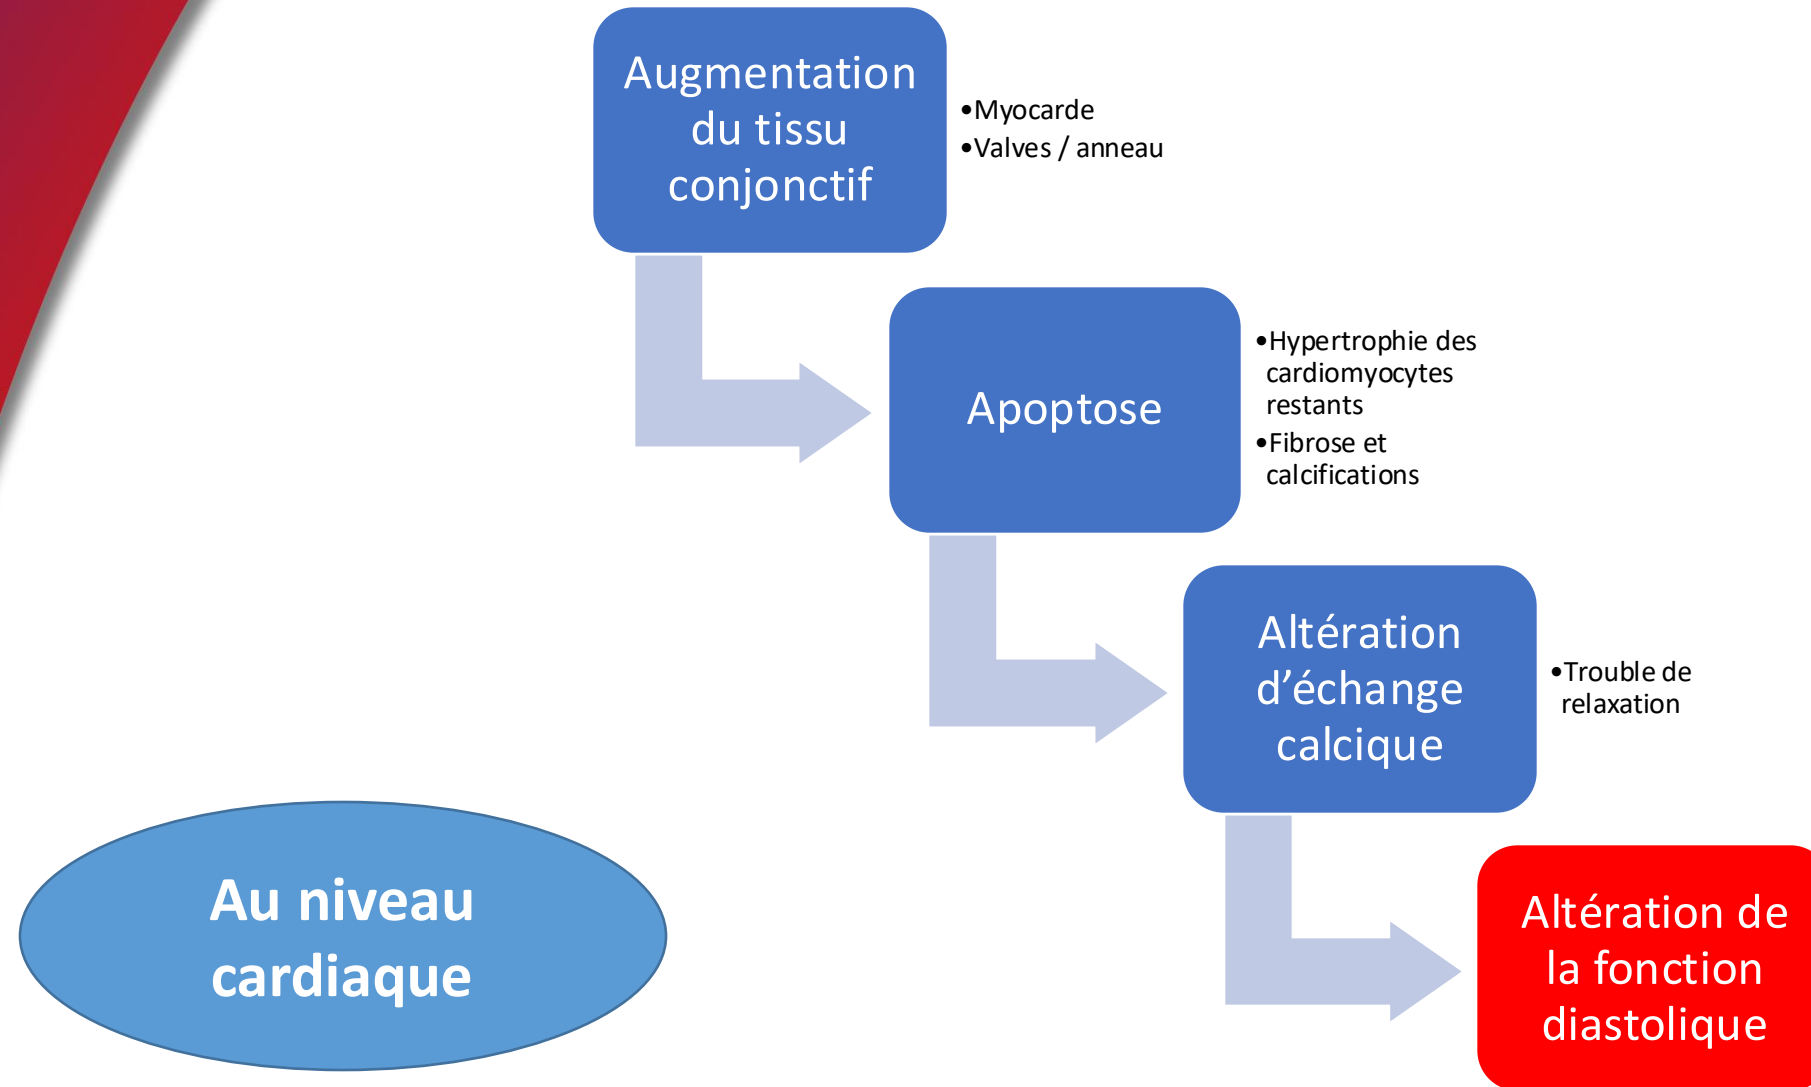 Augmentation
du tissu
conjonctif
•Myocarde
•Valves / anneau
Apoptose
•Hypertrophie des
cardiomyocytes
restants
•Fibrose et
calcifications
Altération
d’échange
calcique
•Trouble de
relaxation
Altération de
la fonction
diastolique
Au niveau
cardiaque